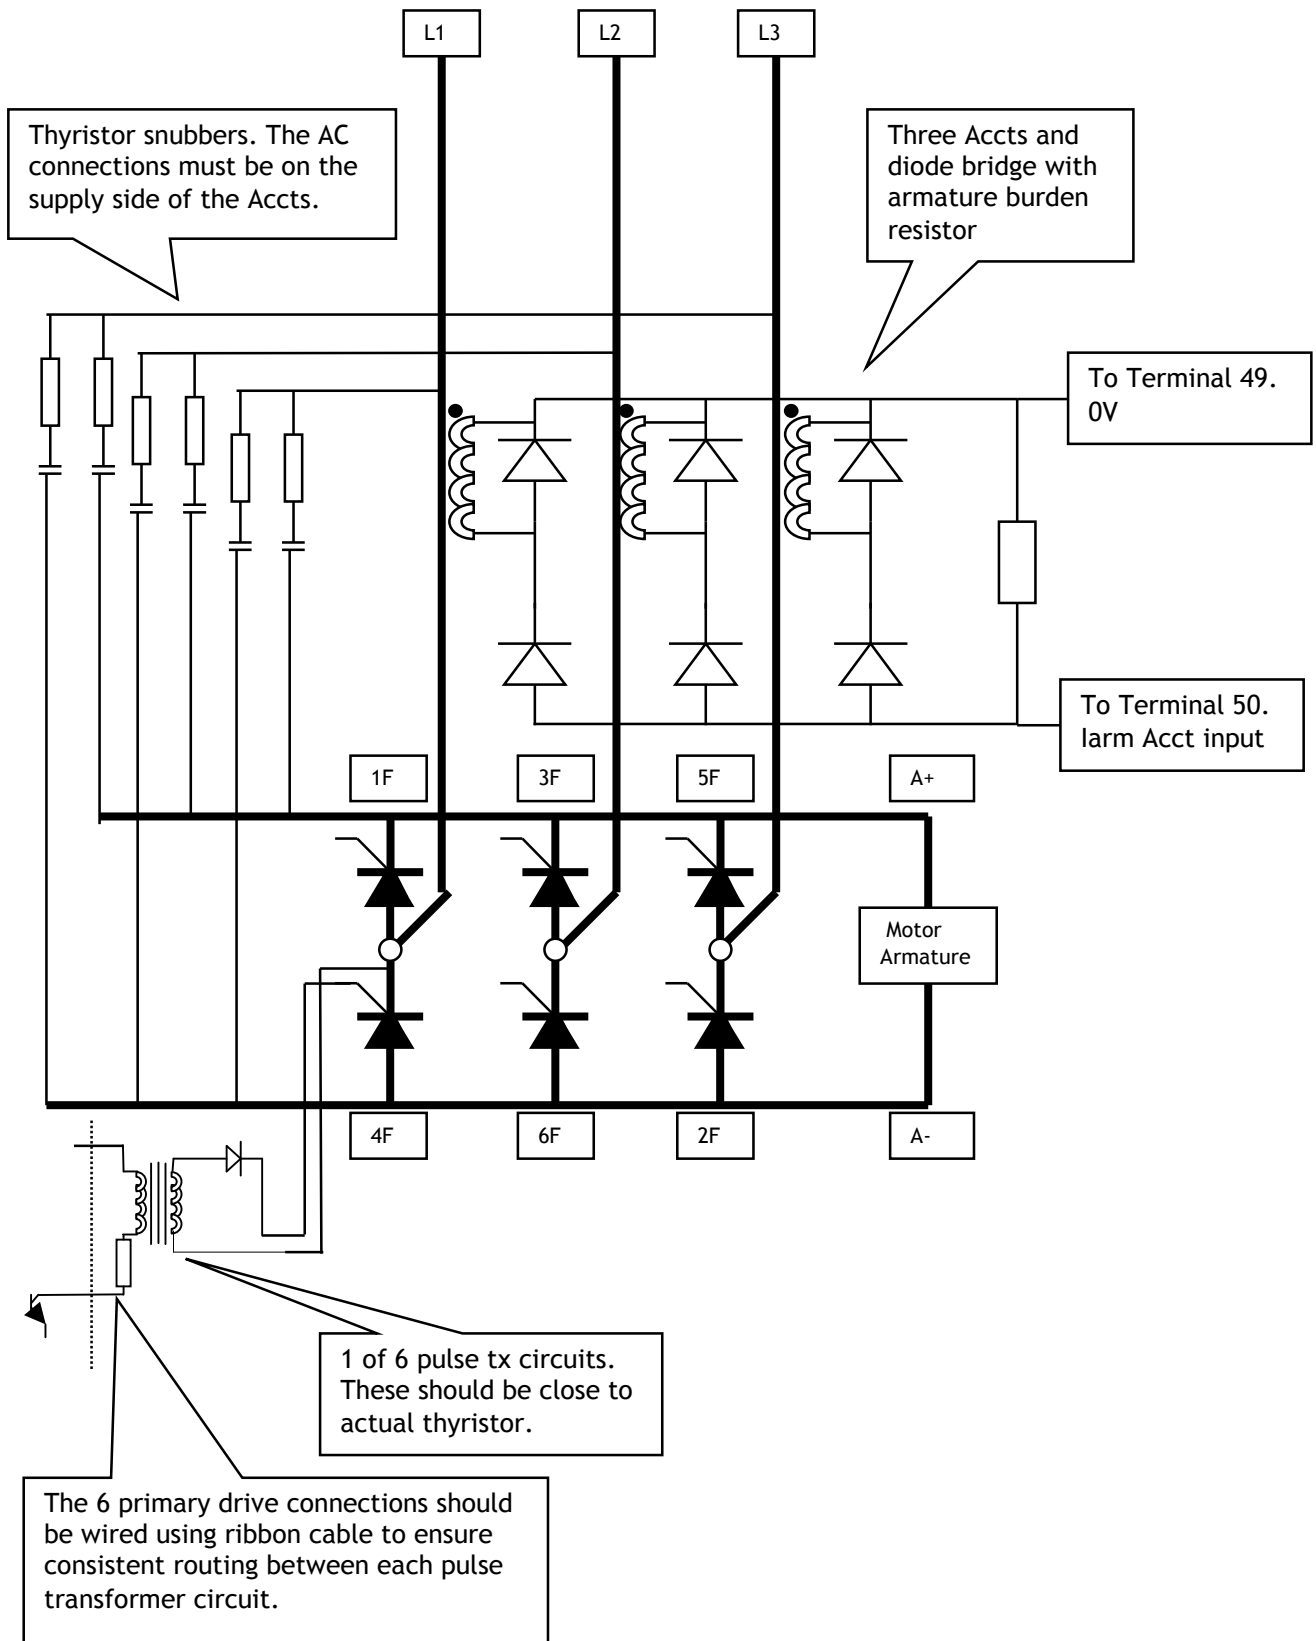 L1
L2
L3
Thyristor snubbers. The AC
connections must be on the
supply side of the Accts.
Three Accts and
diode bridge with
armature burden
resistor
To Terminal 49.
0V
To Terminal 50.
Iarm Acct input
1F
3F
5F
A+
Motor
Armature
4F
6F
2F
A-
1 of 6 pulse tx circuits.
These should be close to
actual thyristor.
The 6 primary drive connections should
be wired using ribbon cable to ensure
consistent routing between each pulse
transformer circuit.